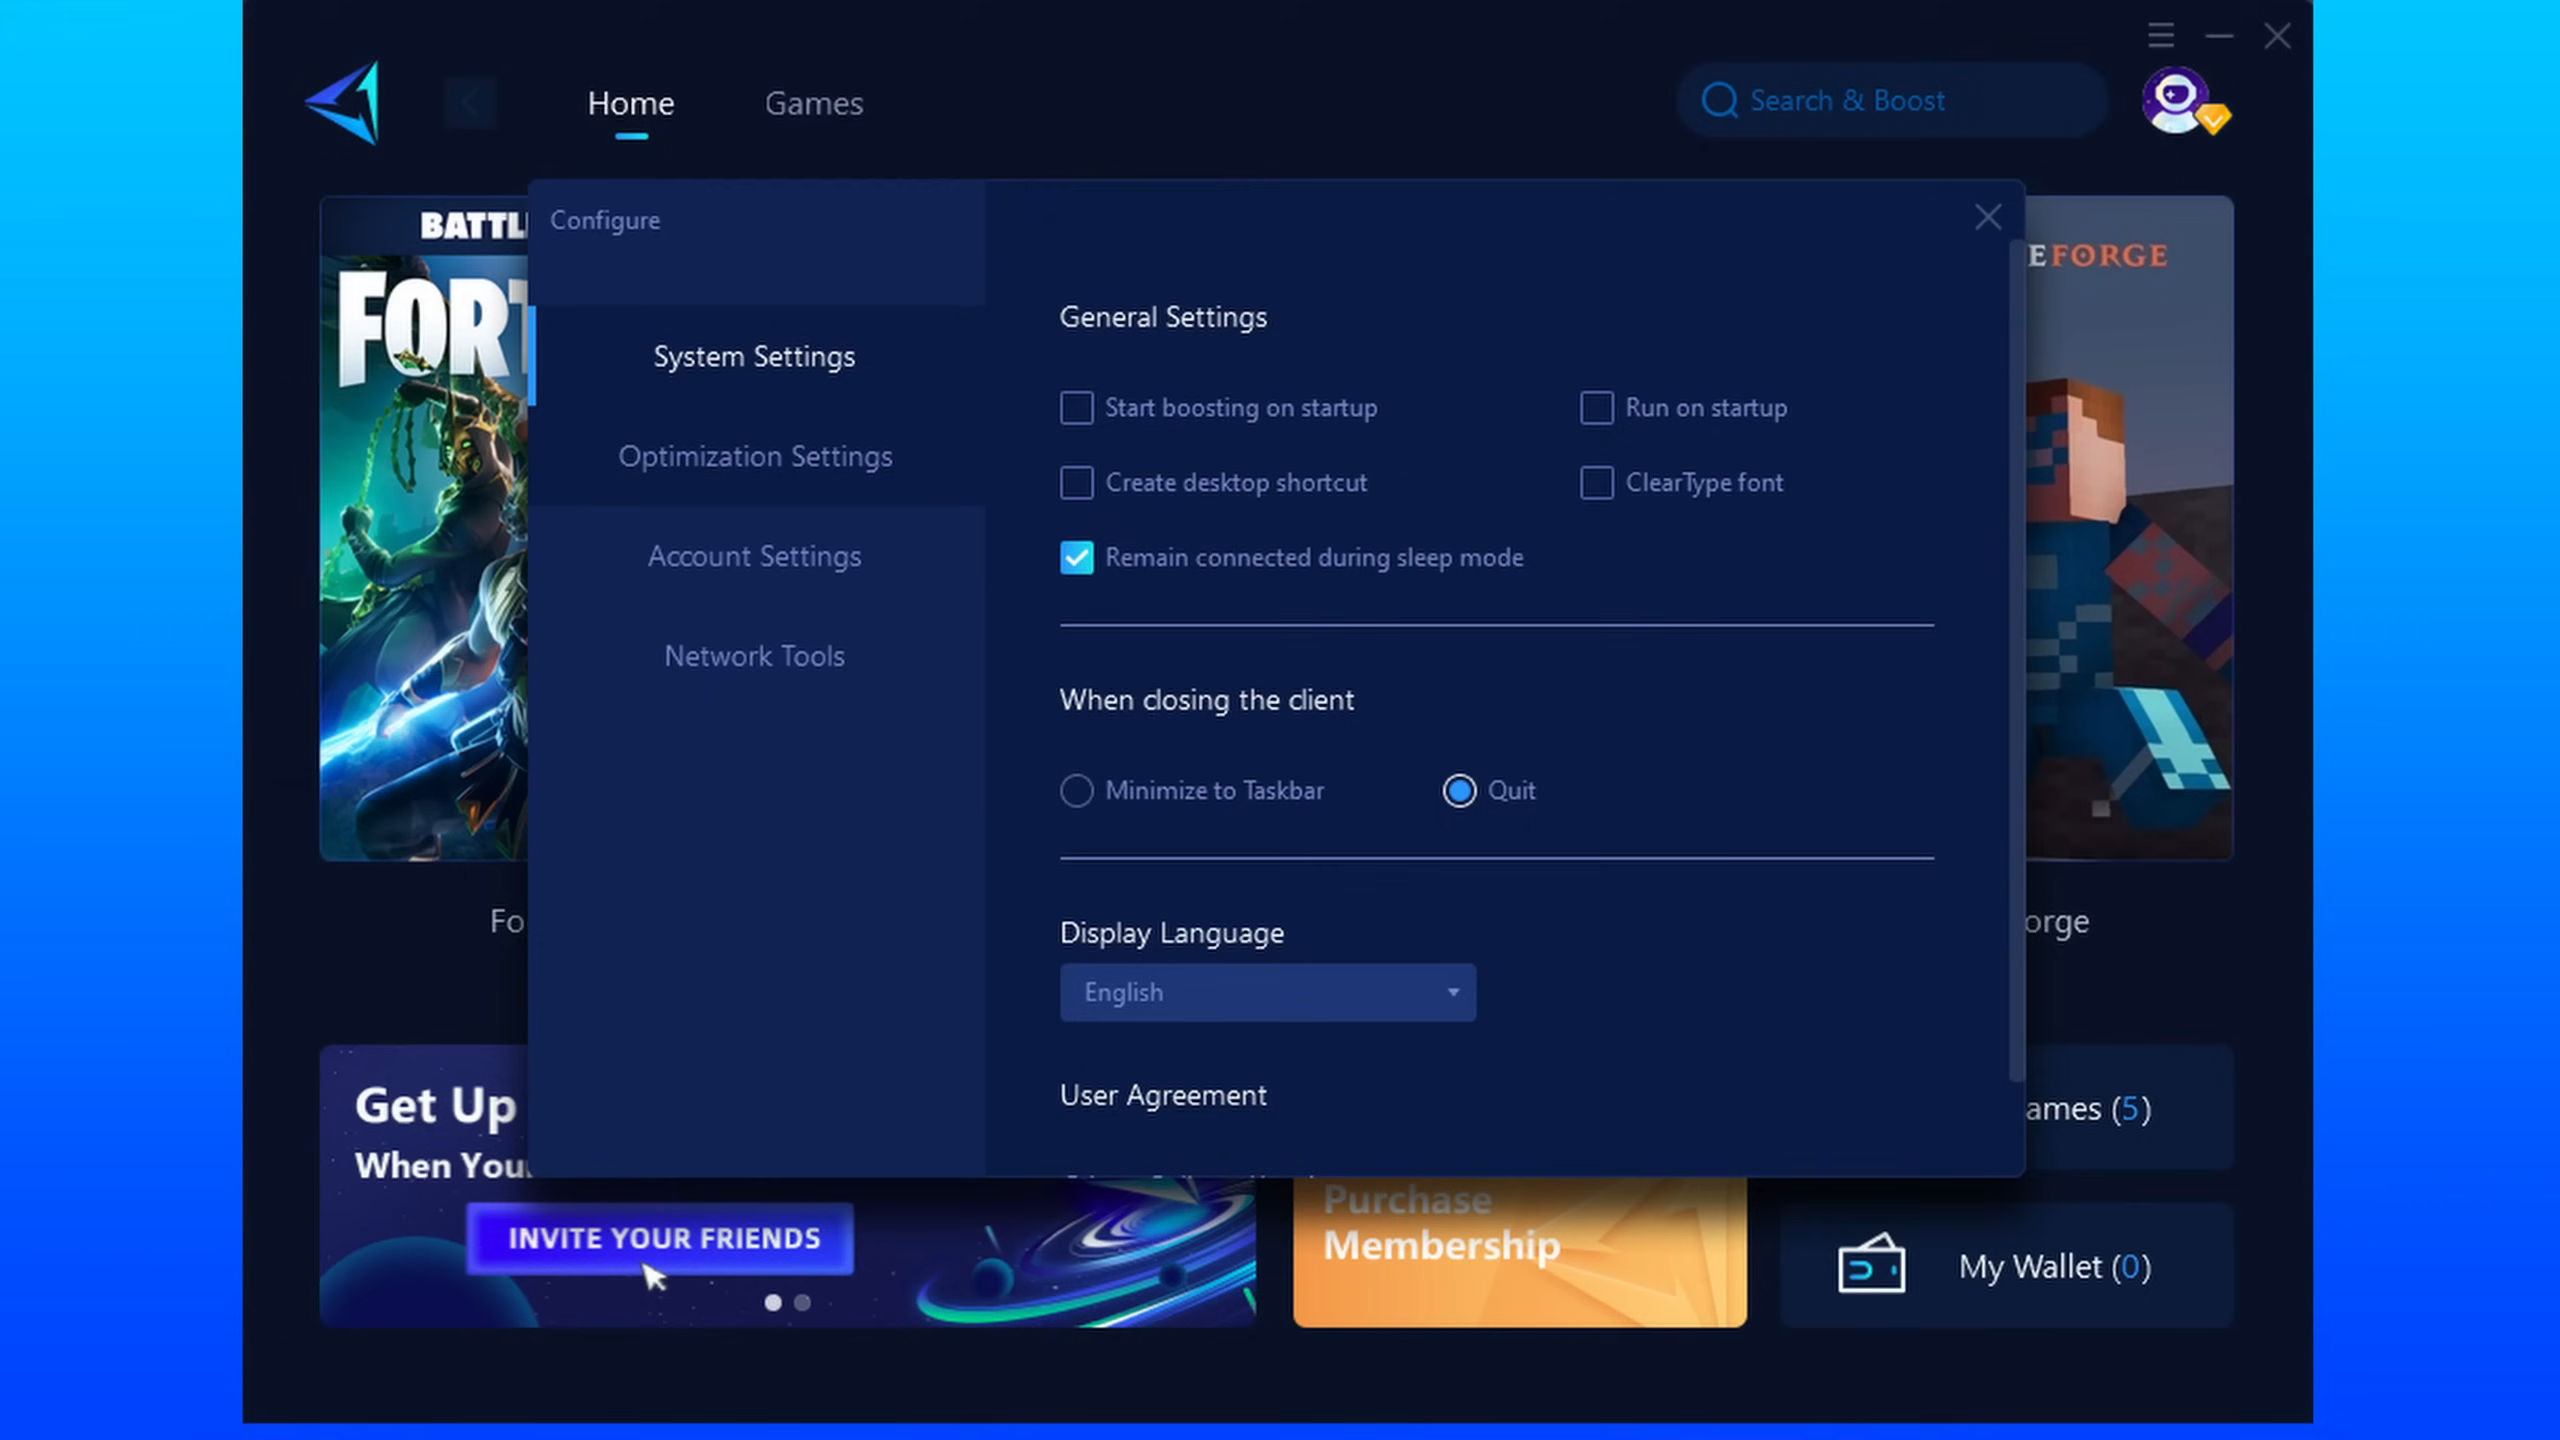 Home
Games
Search & Boost
BATTL
FORT
EFORGE
Configure
System Settings
Optimization Settings
Account Settings
Network Tools
General Settings
Start boosting on startup
Run on startup
Create desktop shortcut
ClearType font
Remain connected during sleep mode
When closing the client
Minimize to Taskbar
Quit
Display Language
English
User Agreement
Fo
orge
Get Up
When You
INVITE YOUR FRIENDS
Purchase
Membership
ames (5)
My Wallet (0)